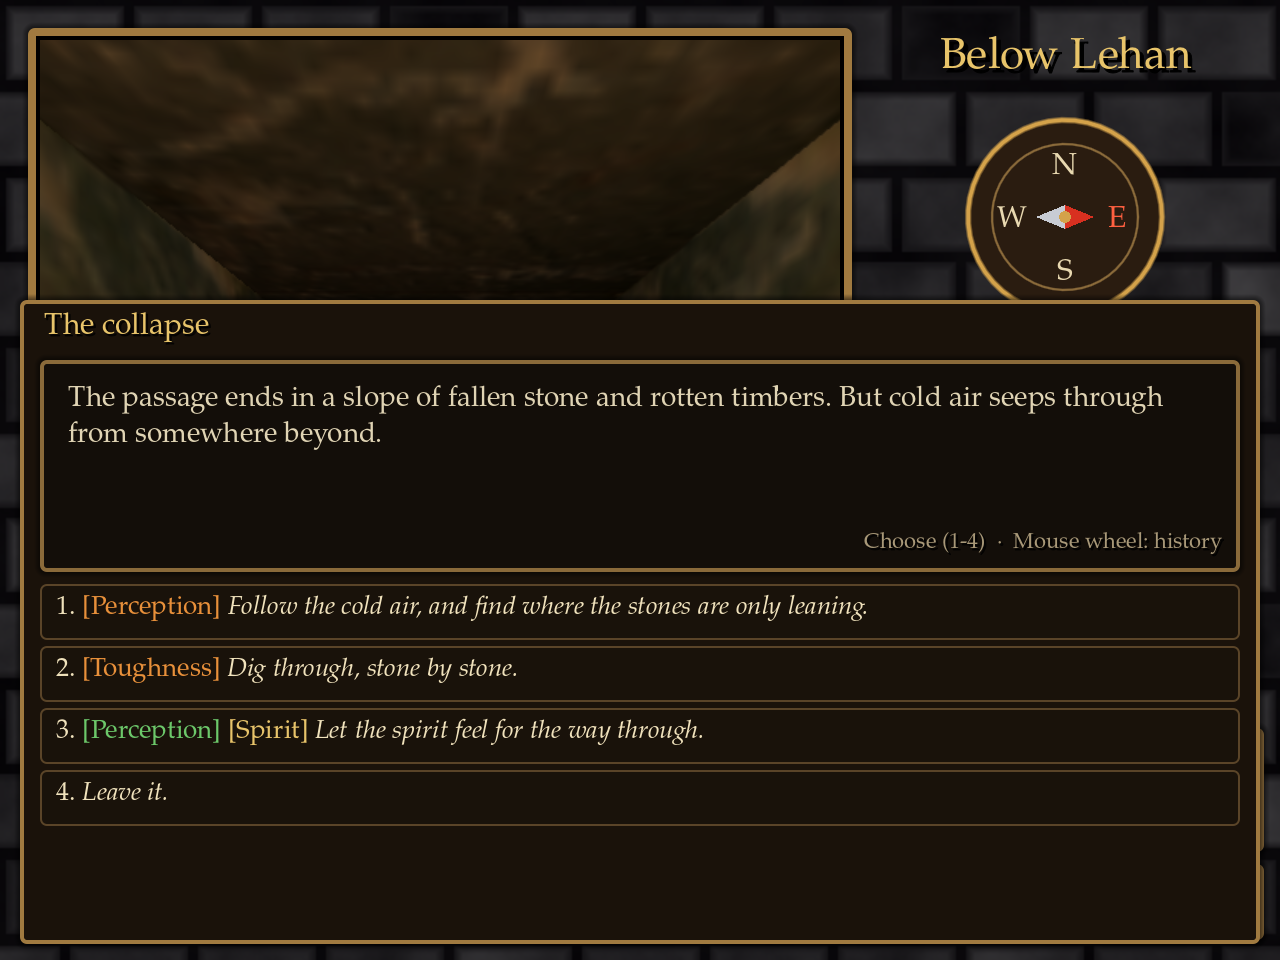 Below Lehan
N
W E
S
The collapse
The passage ends in a slope of fallen stone and rotten timbers. But cold air seeps through
from somewhere beyond.
Choose (1-4) · Mouse wheel: history
1. [Perception] Follow the cold air, and find where the stones are only leaning.
2. [Toughness] Dig through, stone by stone.
3. [Perception] [Spirit] Let the spirit feel for the way through.
4. Leave it.